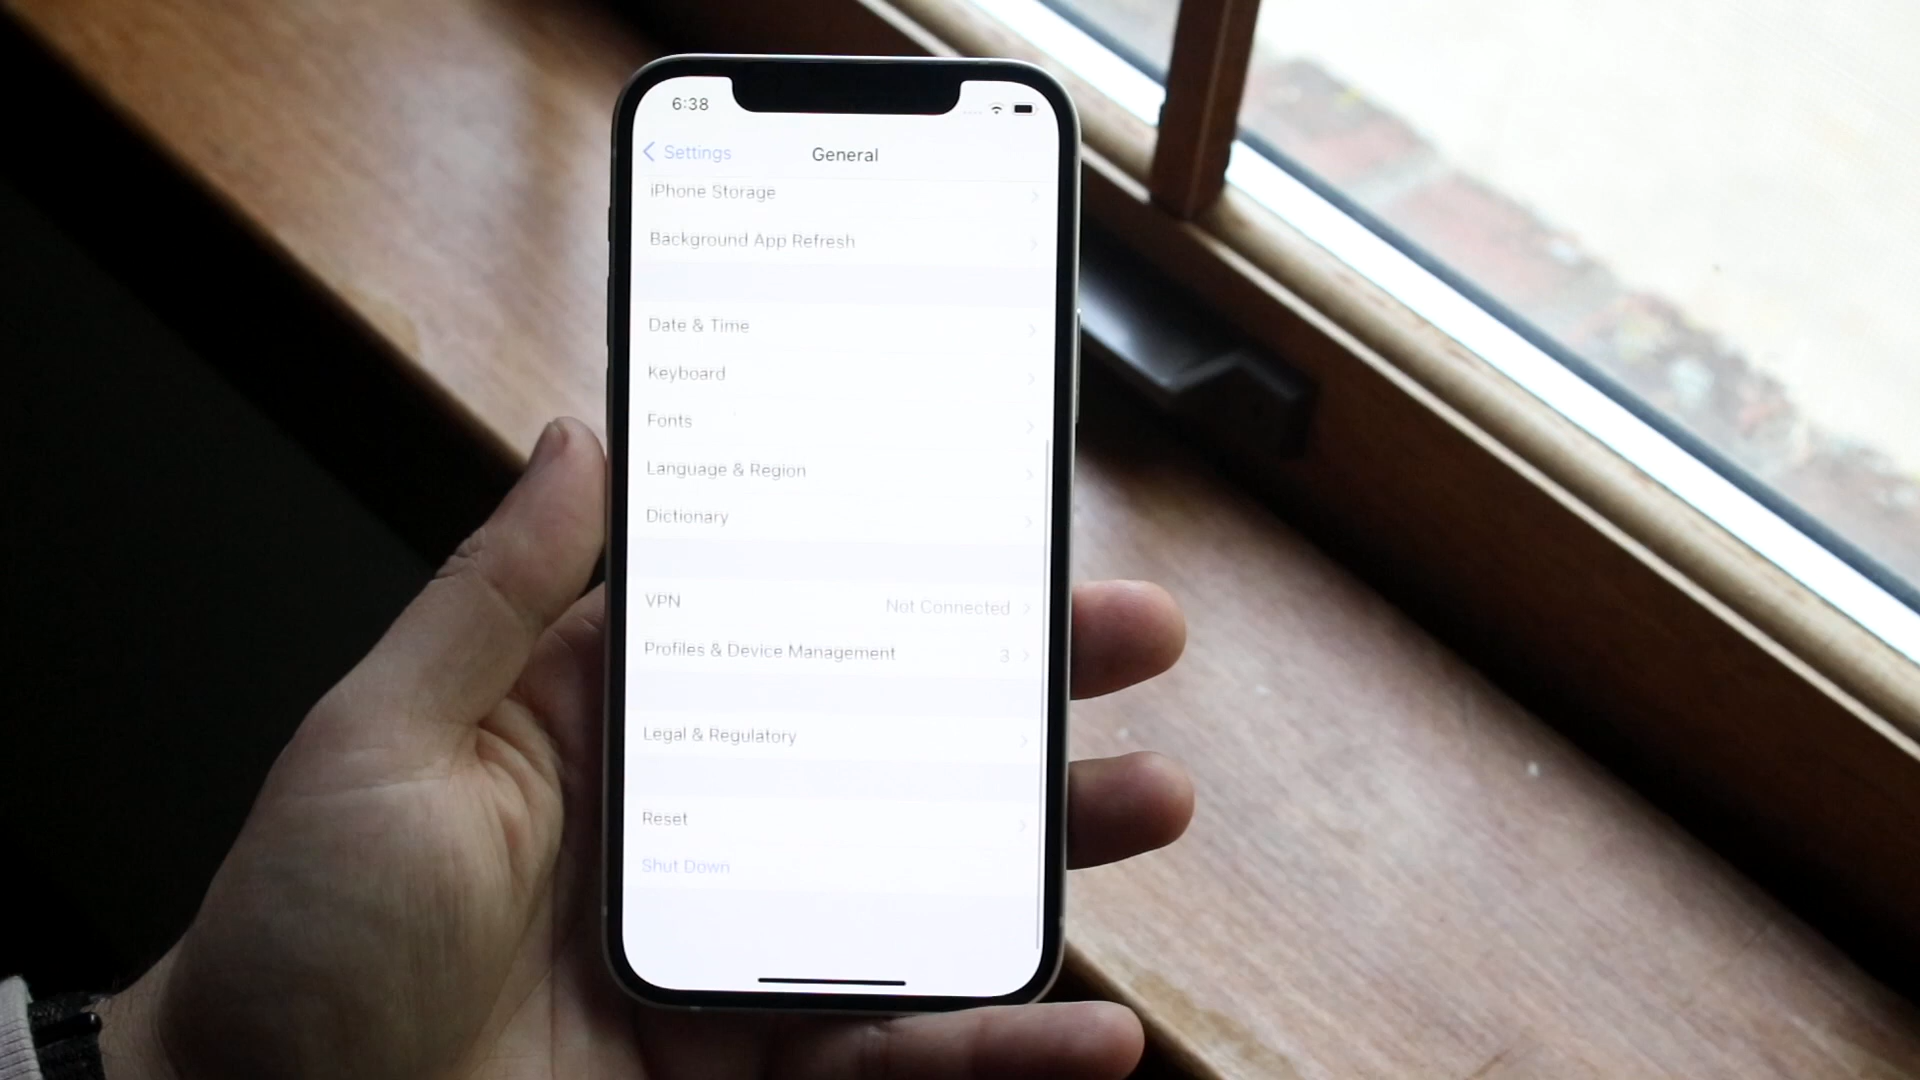 6:38
Settings
General
iPhone Storage
Background App Refresh
Date & Time
Keyboard
Fonts
Language & Region
Dictionary
VPN Not Connected
Profiles & Device Management 3
Legal & Regulatory
Reset
Shut Down